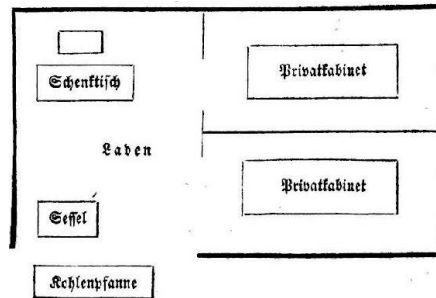 Schenktisch
Privatkabinet
Laden
Privatkabinet
Sessel
Kohlenpfanne